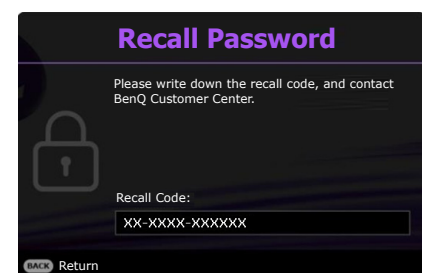 Recall Password
Please write down the recall code, and contact
BenQ Customer Center.
Recall Code:
XX-XXXX-XXXXXX
BACK Return